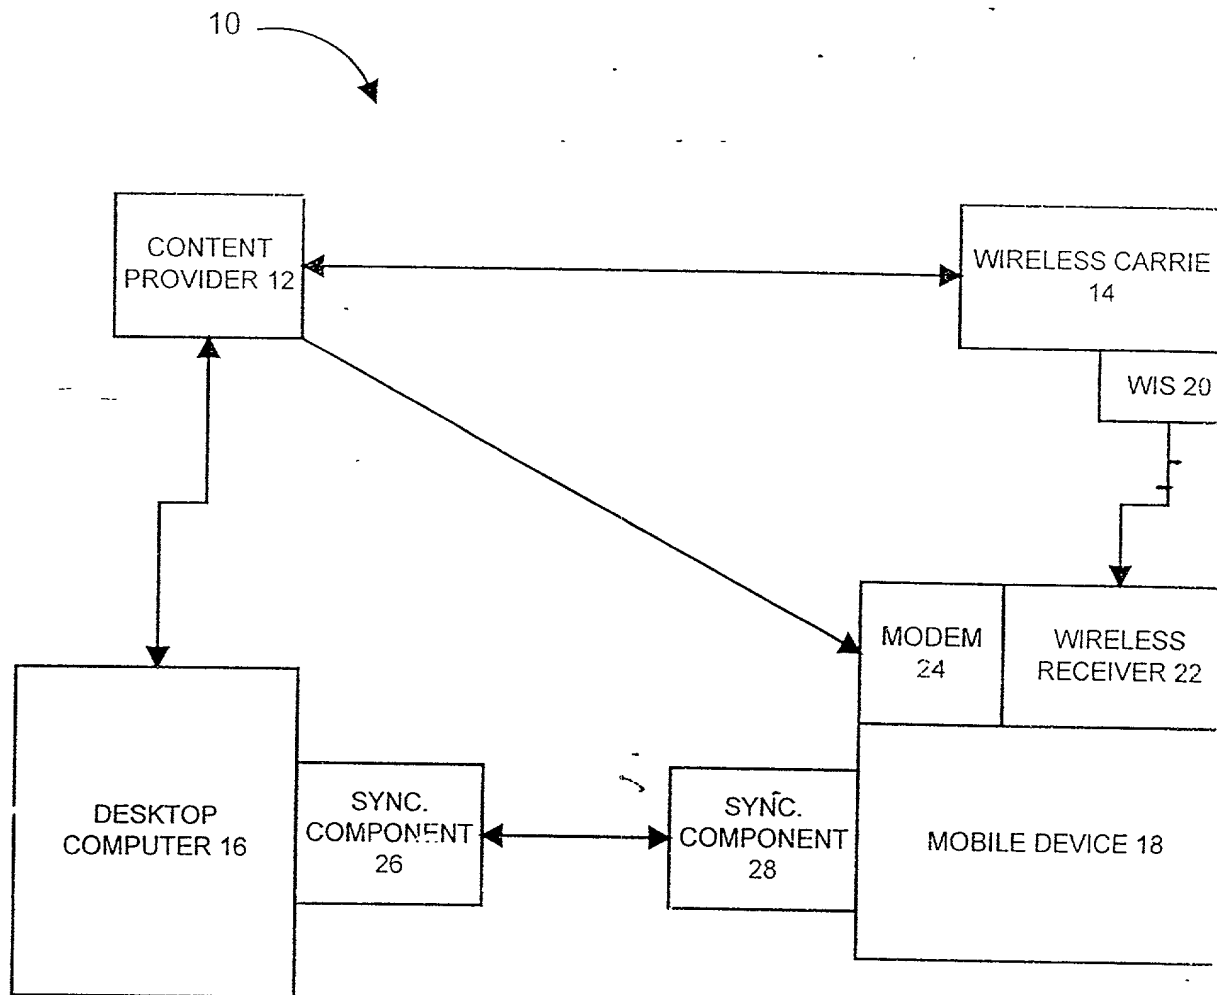 10
CONTENT
PROVIDER 12
WIRELESS CARRIE
14
WIS 20
MODEM
24
WIRELESS
RECEIVER 22
DESKTOP
COMPUTER 16
SYNC.
COMPONENT
26
SYNC.
COMPONENT
28
MOBILE DEVICE 18